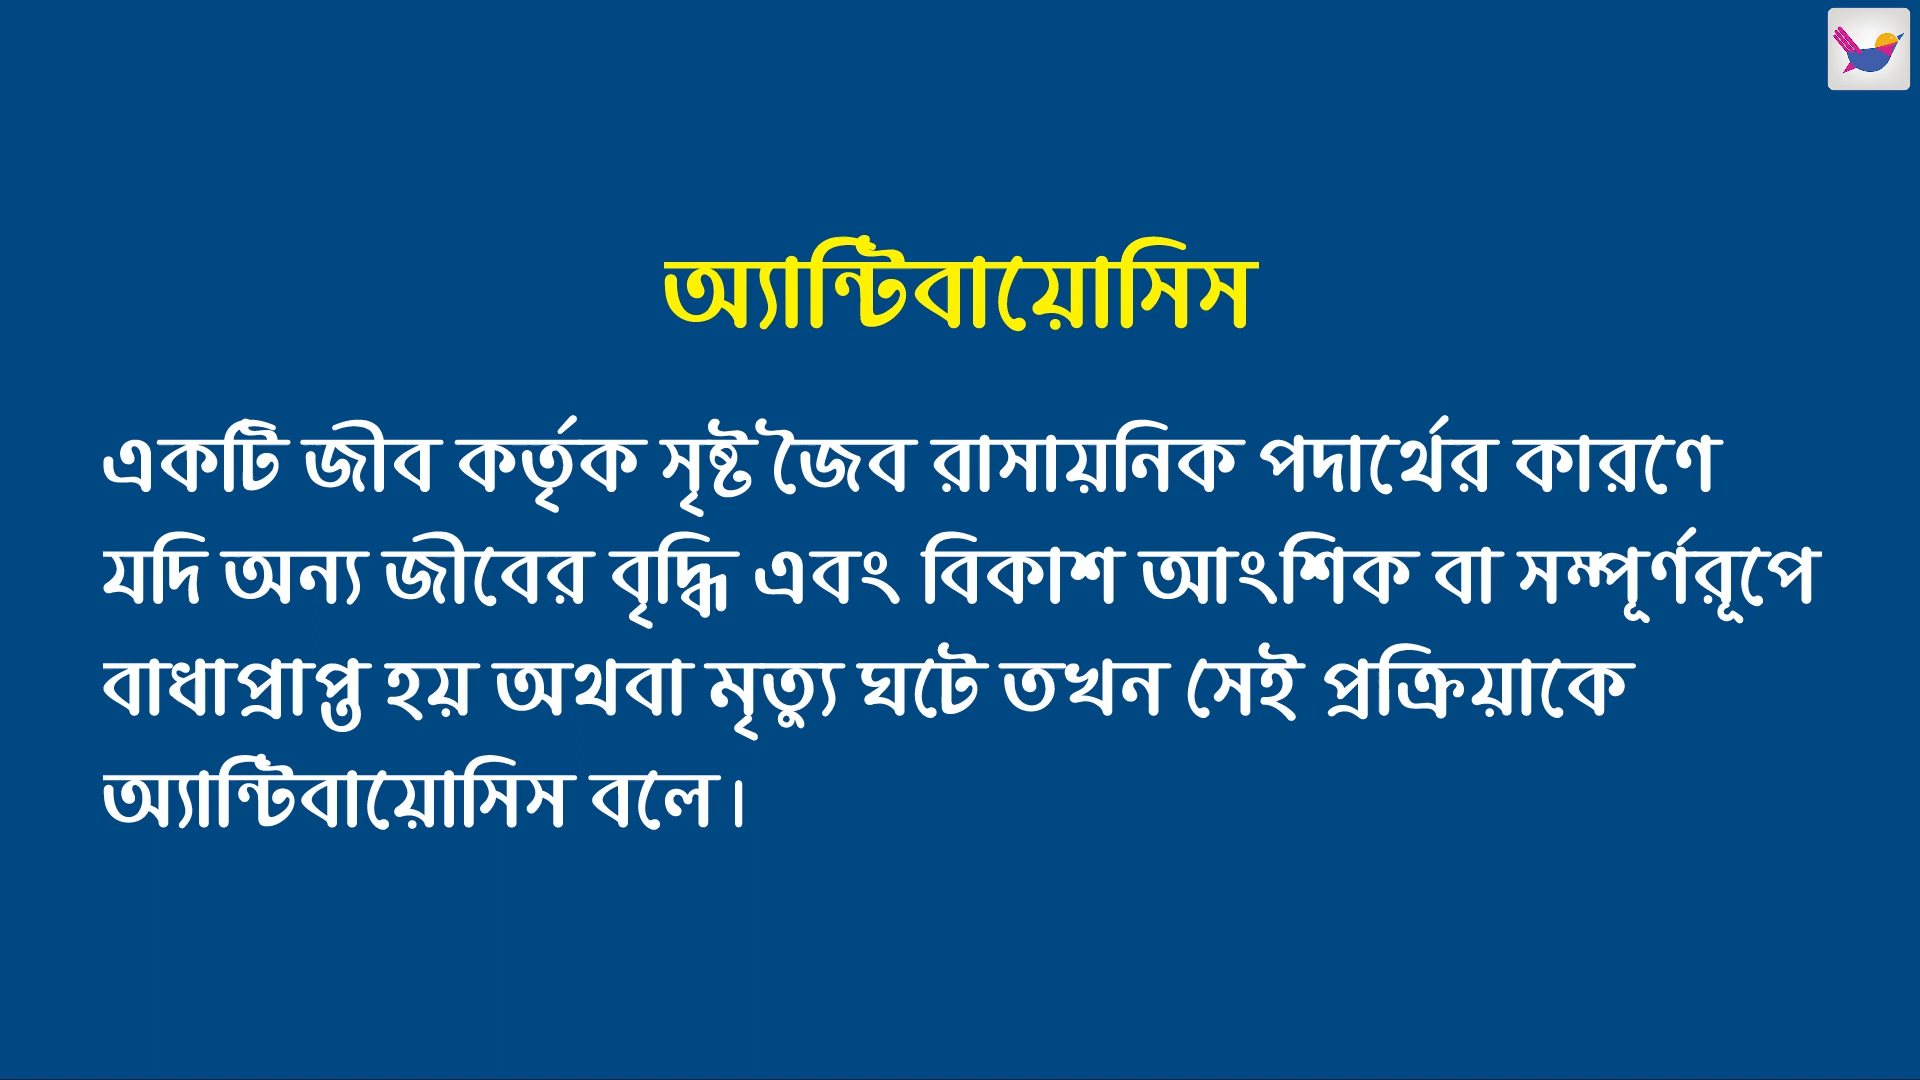 অ্যান্টিবায়োসিস
একটি জীব কর্তৃক সৃষ্ট জৈব রাসায়নিক পদার্থের কারণে
যদি অন্য জীবের বৃদ্ধি এবং বিকাশ আংশিক বা সম্পূর্ণরূপে
বাধাপ্রাপ্ত হয় অথবা মৃত্যু ঘটে তখন সেই প্রক্রিয়াকে
অ্যান্টিবায়োসিস বলে।